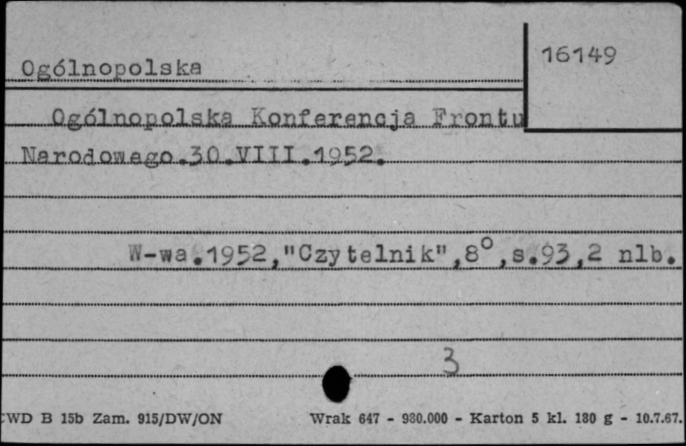 16149
Ogólnopolska
Ogólnopolska Konferencja Frontu
Narodowego.30.VIII.1952.
W-wa.1952,"Czytelnik",8°,s.93,2 nlb.
3
CWD B 15b Zam. 915/DW/ON Wrak 647 - 980.000 - Karton 5 kl. 180 g - 10.7.67.